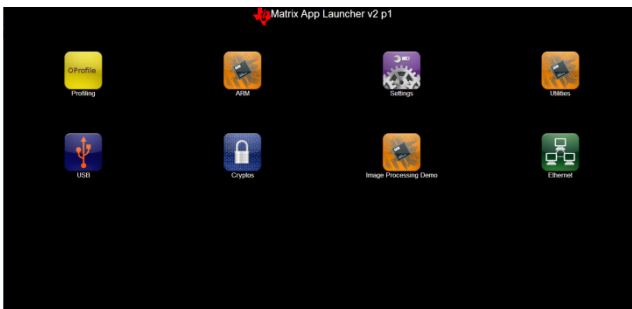 Matrix App Launcher v2 p1
OProfile
Profiling
ARM
Settings
Utilities
USB
Cryptos
Image Processing Demo
Ethernet